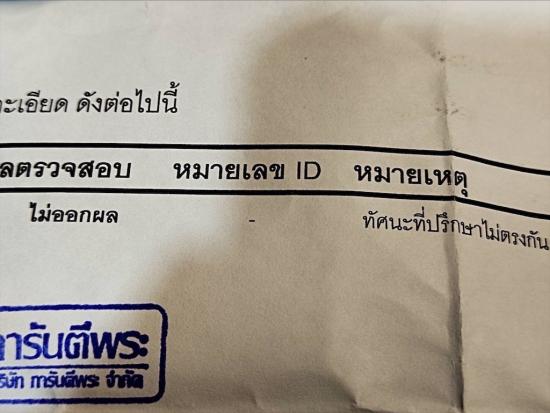 ะเอียด ดังต่อไปนี้
ลตรวจสอบ หมายเลข ID หมายเหตุ
ไม่ออกผล - ทัศนะที่ปรึกษาไม่ตรงกัน
การันตีพระ
ริษัท การันตีพระ จำกัด